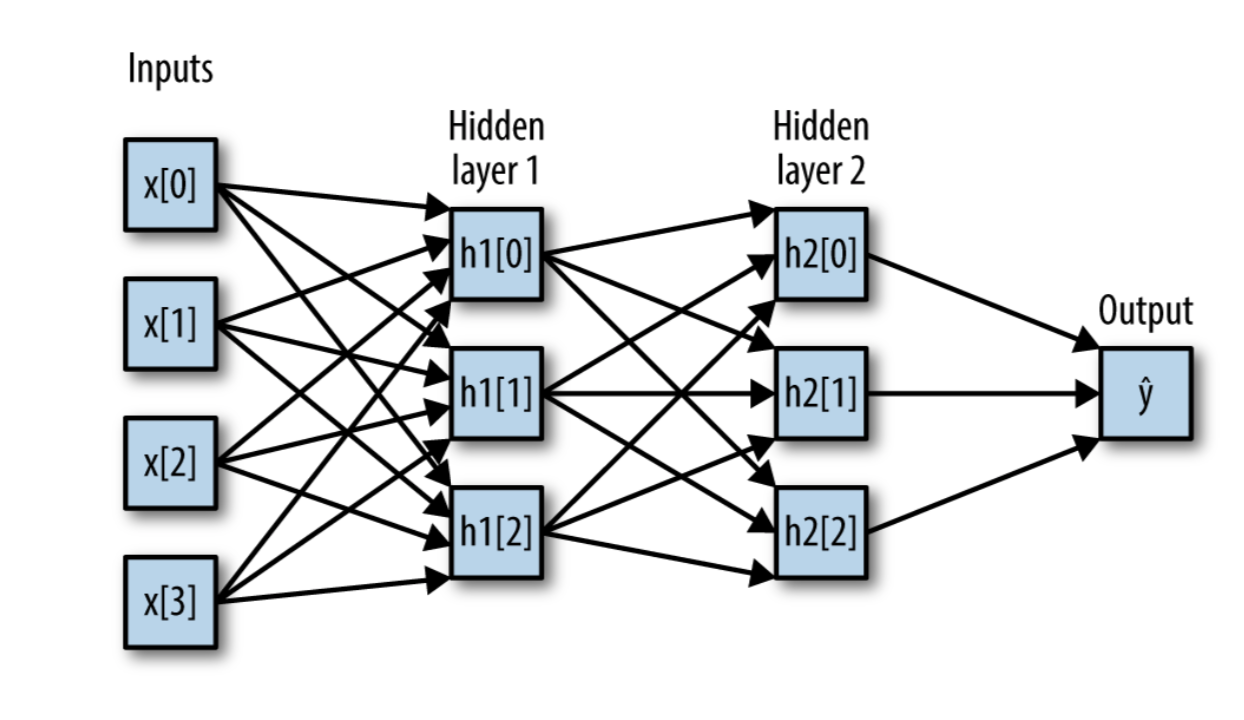 Inputs
x[0]
x[1]
x[2]
x[3]
Hidden
layer 1
h1[0]
h1[1]
h1[2]
Hidden
layer 2
h2[0]
h2[1]
h2[2]
Output
ŷ